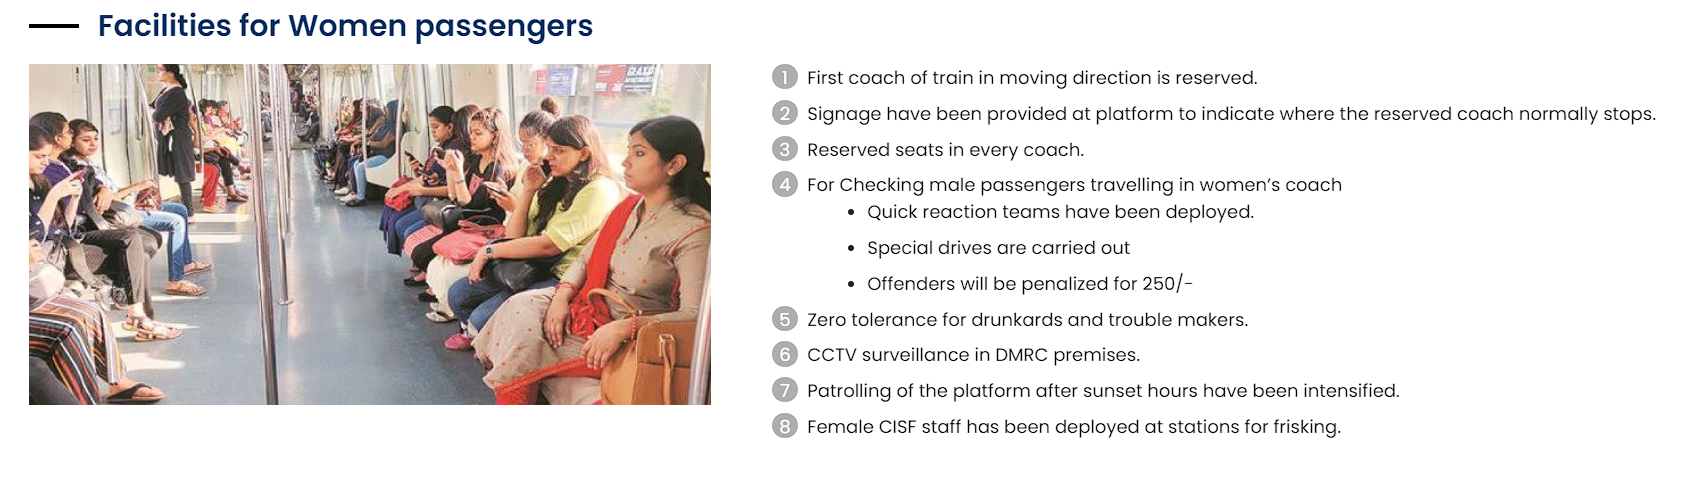 Facilities for Women passengers
1 First coach of train in moving direction is reserved.
2 Signage have been provided at platform to indicate where the reserved coach normally stops.
3 Reserved seats in every coach.
4 For Checking male passengers travelling in women’s coach
• Quick reaction teams have been deployed.
• Special drives are carried out
• Offenders will be penalized for 250/-
5 Zero tolerance for drunkards and trouble makers.
6 CCTV surveillance in DMRC premises.
7 Patrolling of the platform after sunset hours have been intensified.
8 Female CISF staff has been deployed at stations for frisking.